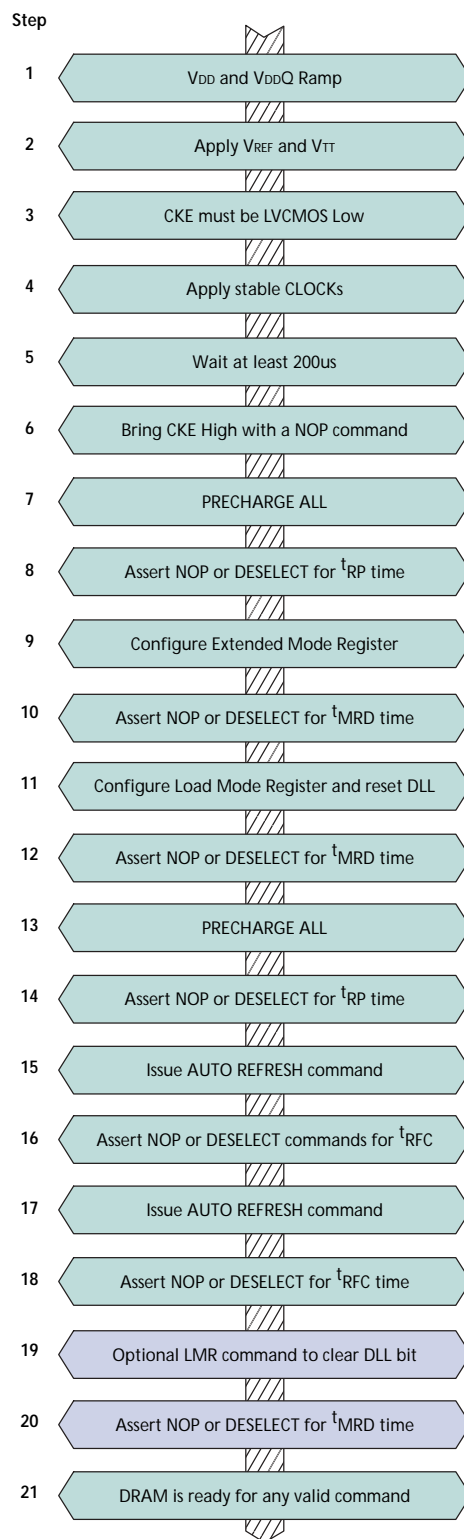 Step
1 VDD and VDDQ Ramp
2 Apply VREF and VTT
3 CKE must be LVCMOS Low
4 Apply stable CLOCKs
5 Wait at least 200us
6 Bring CKE High with a NOP command
7 PRECHARGE ALL
8 Assert NOP or DESELECT for tRP time
9 Configure Extended Mode Register
10 Assert NOP or DESELECT for tMRD time
11 Configure Load Mode Register and reset DLL
12 Assert NOP or DESELECT for tMRD time
13 PRECHARGE ALL
14 Assert NOP or DESELECT for tRP time
15 Issue AUTO REFRESH command
16 Assert NOP or DESELECT commands for tRFC
17 Issue AUTO REFRESH command
18 Assert NOP or DESELECT for tRFC time
19 Optional LMR command to clear DLL bit
20 Assert NOP or DESELECT for tMRD time
21 DRAM is ready for any valid command